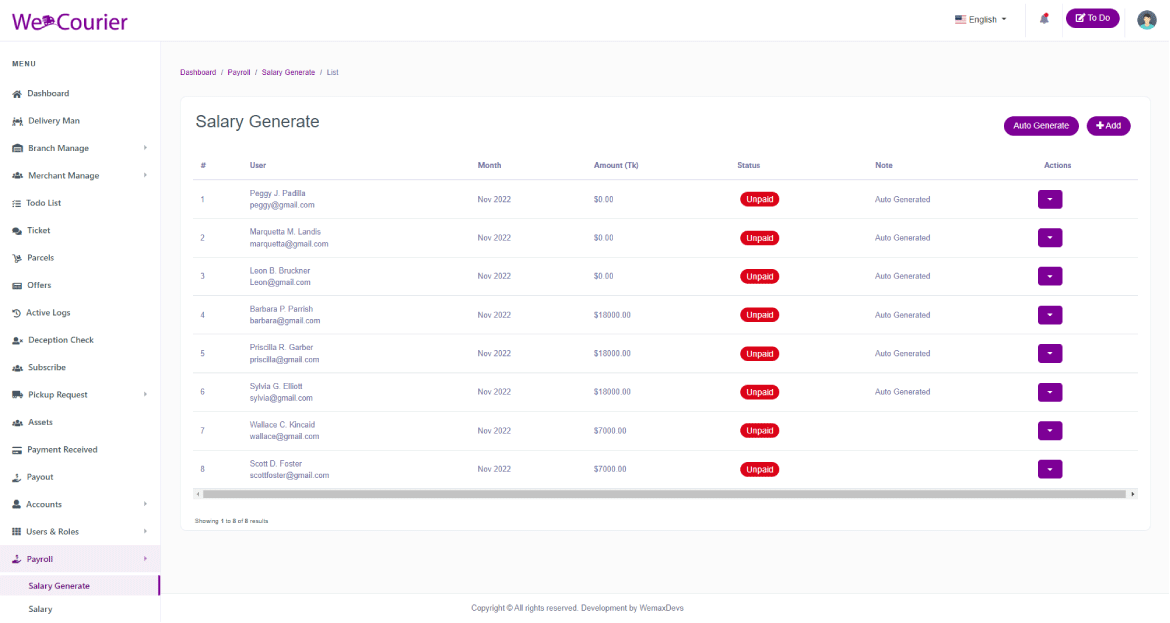 We Courier
English
To Do
MENU
Dashboard
Delivery Man
Branch Manage
Merchant Manage
Todo List
Ticket
Parcels
Offers
Active Logs
Deception Check
Subscribe
Pickup Request
Assets
Payment Received
Payout
Accounts
Users & Roles
Payroll
Salary Generate
Salary
Dashboard / Payroll / Salary Generate / List
Salary Generate
Auto Generate
Add
# User Month Amount (Tk) Status Note Actions
1 Peggy J. Padilla Nov 2022 $0.00 Unpaid Auto Generated
peggy@gmail.com
2 Marquetta M. Landis Nov 2022 $0.00 Unpaid Auto Generated
marquetta@gmail.com
3 Leon B. Bruckner Nov 2022 $0.00 Unpaid Auto Generated
Leon@gmail.com
4 Barbara P. Parrish Nov 2022 $18000.00 Unpaid Auto Generated
barbara@gmail.com
5 Priscilla R. Garber Nov 2022 $18000.00 Unpaid Auto Generated
priscilla@gmail.com
6 Sylvia G. Elliott Nov 2022 $18000.00 Unpaid Auto Generated
sylvia@gmail.com
7 Wallace C. Kincaid Nov 2022 $7000.00 Unpaid
wallace@gmail.com
8 Scott D. Foster Nov 2022 $7000.00 Unpaid
scottfoster@gmail.com
Showing 1 to 8 of 8 results
Copyright © All rights reserved. Development by WemaxDevs